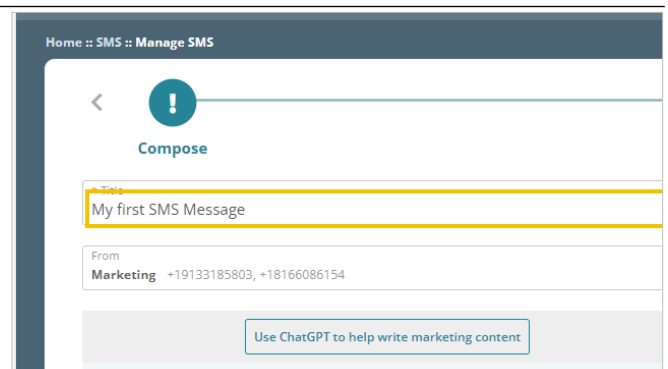 Home :: SMS :: Manage SMS
!
Compose
* Title
My first SMS Message
From
Marketing +19133185803, +18166086154
Use ChatGPT to help write marketing content